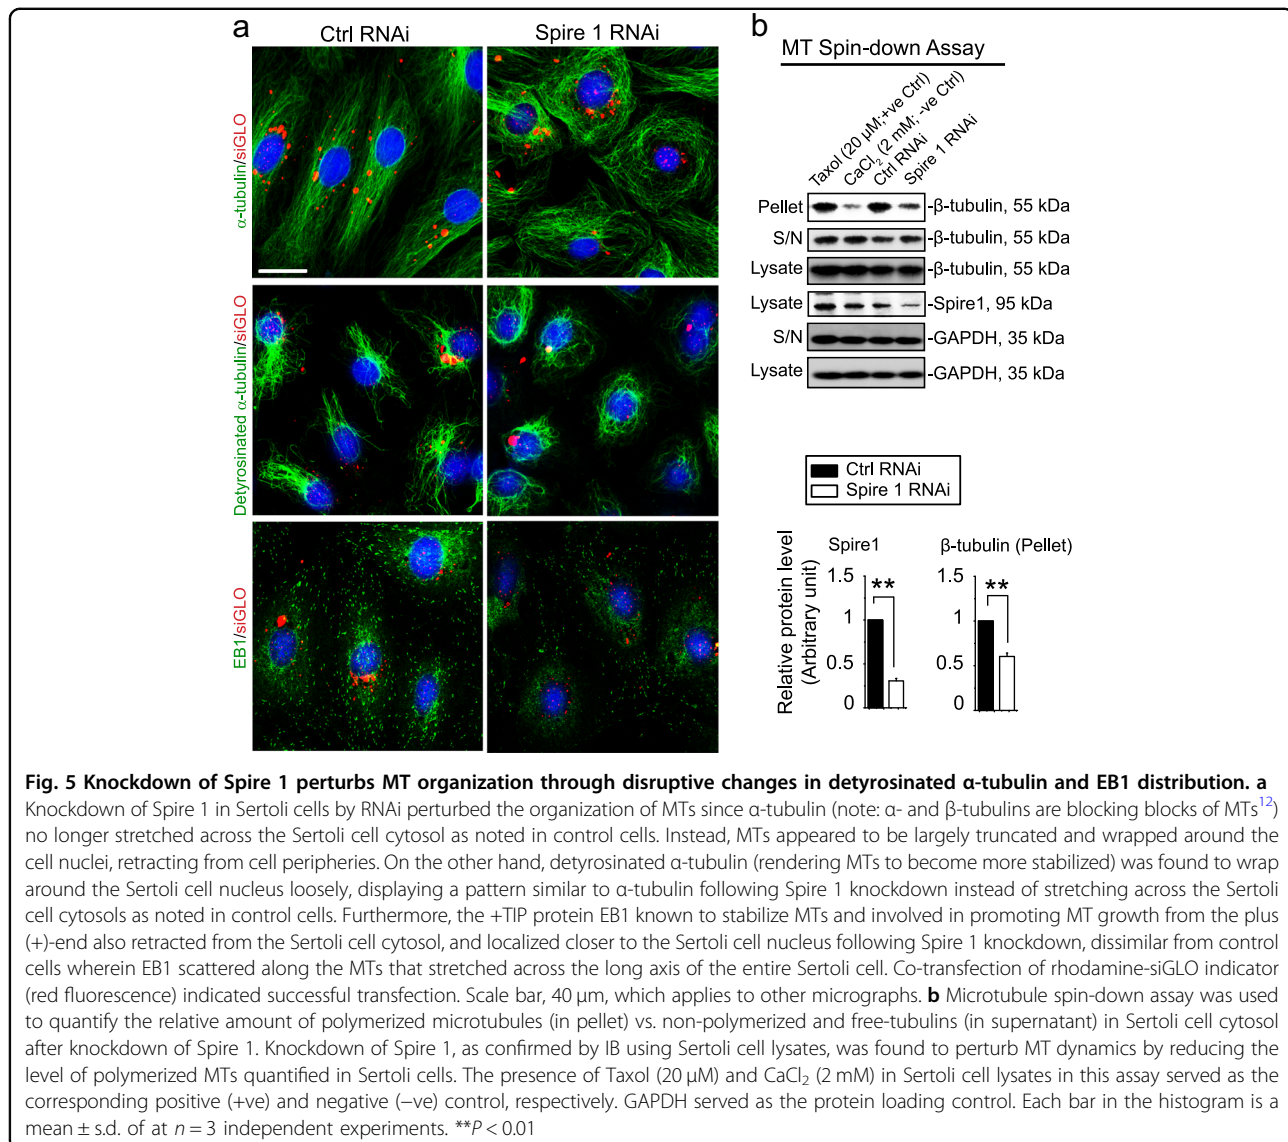 a
Ctrl RNAi
Spire 1 RNAi
α-tubulin/siGLO
Detyrosinated α-tubulin/siGLO
EB1/siGLO
b
MT Spin-down Assay
Taxol (20 μM;+ve Ctrl)
CaCl₂ (2 mM; -ve Ctrl)
Ctrl RNAi
Spire 1 RNAi
Pellet -β-tubulin, 55 kDa
S/N -β-tubulin, 55 kDa
Lysate -β-tubulin, 55 kDa
Lysate -Spire1, 95 kDa
S/N -GAPDH, 35 kDa
Lysate -GAPDH, 35 kDa
Ctrl RNAi
Spire 1 RNAi
Relative protein level
(Arbitrary unit)
Spire1
1.5
1
0.5
0
**
β-tubulin (Pellet)
1.5
1
0.5
0
**
Fig. 5 Knockdown of Spire 1 perturbs MT organization through disruptive changes in detyrosinated α-tubulin and EB1 distribution. a
Knockdown of Spire 1 in Sertoli cells by RNAi perturbed the organization of MTs since α-tubulin (note: α- and β-tubulins are blocking blocks of MTs¹²)
no longer stretched across the Sertoli cell cytosol as noted in control cells. Instead, MTs appeared to be largely truncated and wrapped around the
cell nuclei, retracting from cell peripheries. On the other hand, detyrosinated α-tubulin (rendering MTs to become more stabilized) was found to wrap
around the Sertoli cell nucleus loosely, displaying a pattern similar to α-tubulin following Spire 1 knockdown instead of stretching across the Sertoli
cell cytosols as noted in control cells. Furthermore, the +TIP protein EB1 known to stabilize MTs and involved in promoting MT growth from the plus
(+)-end also retracted from the Sertoli cell cytosol, and localized closer to the Sertoli cell nucleus following Spire 1 knockdown, dissimilar from control
cells wherein EB1 scattered along the MTs that stretched across the long axis of the entire Sertoli cell. Co-transfection of rhodamine-siGLO indicator
(red fluorescence) indicated successful transfection. Scale bar, 40 μm, which applies to other micrographs. b Microtubule spin-down assay was used
to quantify the relative amount of polymerized microtubules (in pellet) vs. non-polymerized and free-tubulins (in supernatant) in Sertoli cell cytosol
after knockdown of Spire 1. Knockdown of Spire 1, as confirmed by IB using Sertoli cell lysates, was found to perturb MT dynamics by reducing the
level of polymerized MTs quantified in Sertoli cells. The presence of Taxol (20 μM) and CaCl₂ (2 mM) in Sertoli cell lysates in this assay served as the
corresponding positive (+ve) and negative (−ve) control, respectively. GAPDH served as the protein loading control. Each bar in the histogram is a
mean ± s.d. of at n = 3 independent experiments. **P < 0.01